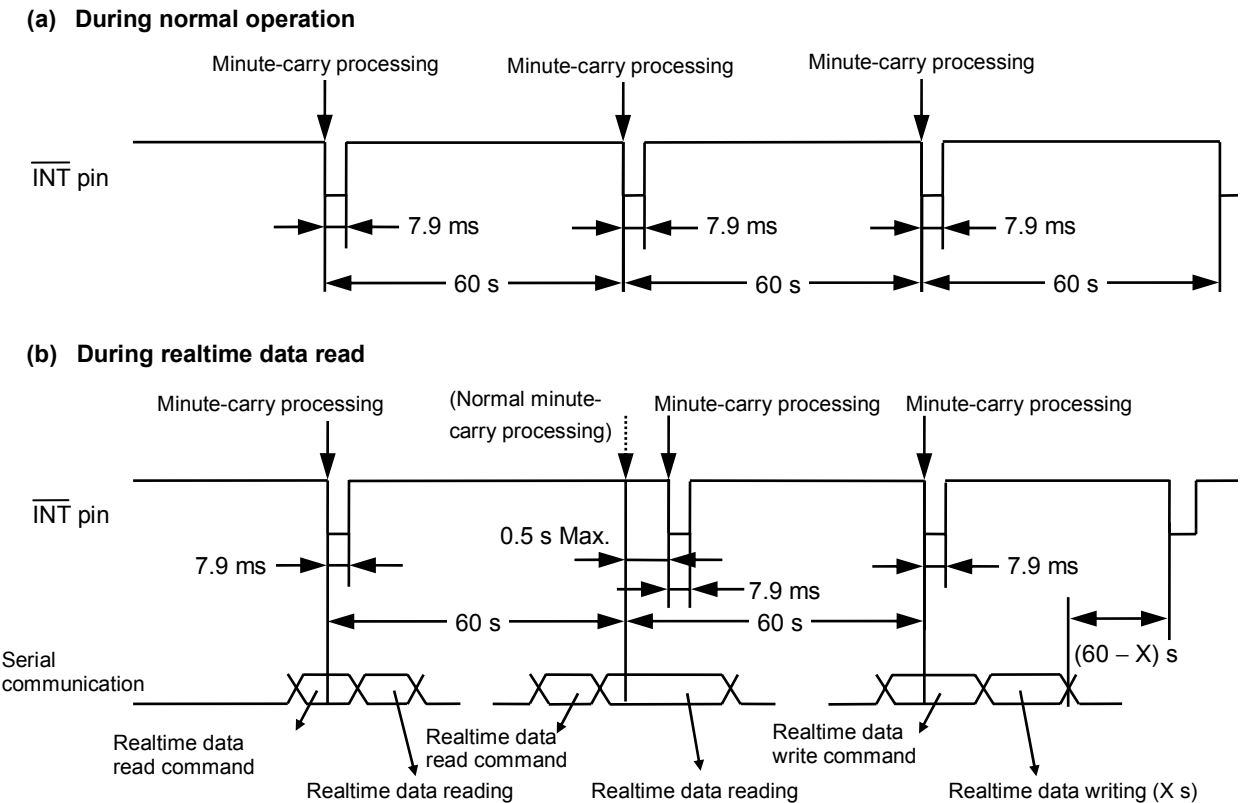 (a) During normal operation
Minute-carry processing
Minute-carry processing
Minute-carry processing
INT pin
7.9 ms
7.9 ms
7.9 ms
60 s
60 s
60 s
(b) During realtime data read
Minute-carry processing
(Normal minute-
carry processing)
Minute-carry processing
Minute-carry processing
INT pin
0.5 s Max.
7.9 ms
7.9 ms
7.9 ms
60 s
60 s
(60 − X) s
Serial
communication
Realtime data
read command
Realtime data reading
Realtime data
read command
Realtime data reading
Realtime data
write command
Realtime data writing (X s)